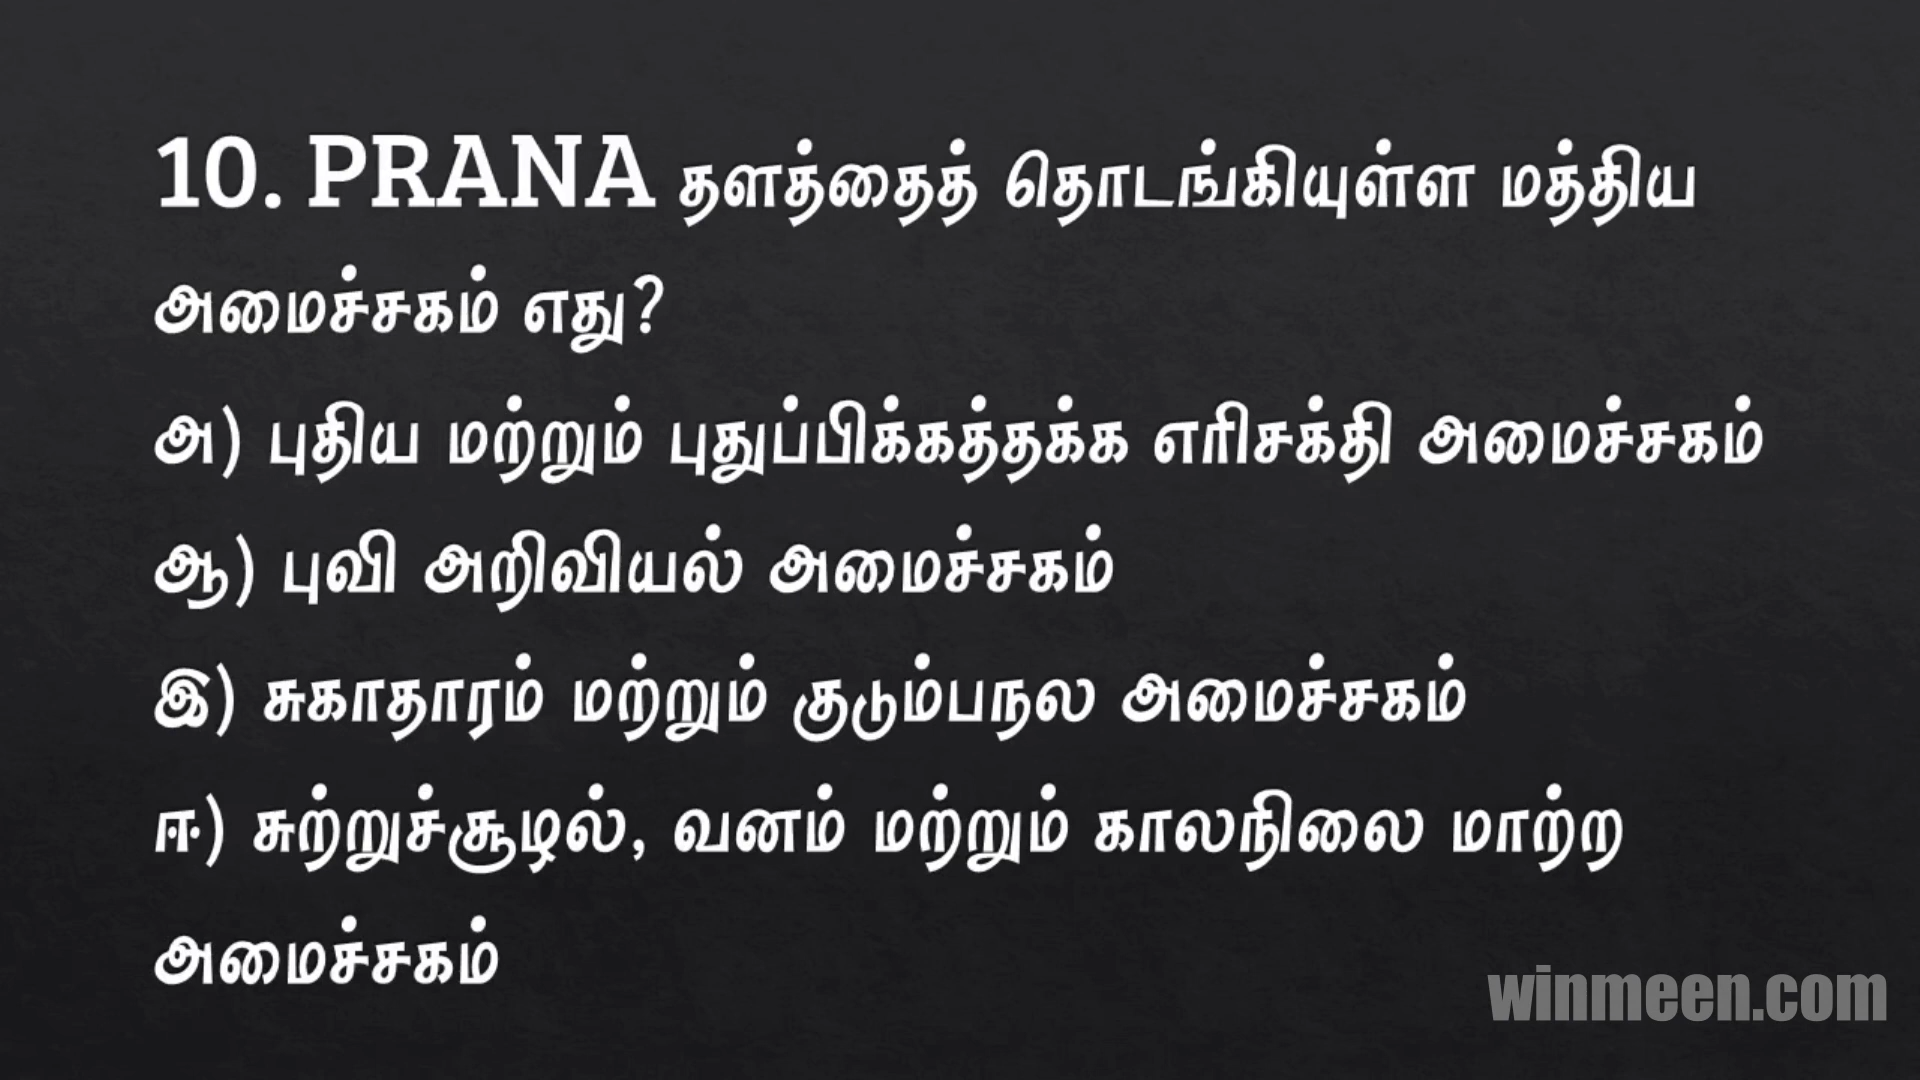 10. PRANA தளத்தைத் தொடங்கியுள்ள மத்திய
அமைச்சகம் எது?
அ) புதிய மற்றும் புதுப்பிக்கத்தக்க எரிசக்தி அமைச்சகம்
ஆ) புவி அறிவியல் அமைச்சகம்
இ) சுகாதாரம் மற்றும் குடும்பநல அமைச்சகம்
ஈ) சுற்றுச்சூழல், வனம் மற்றும் காலநிலை மாற்ற
அமைச்சகம்
winmeen.com